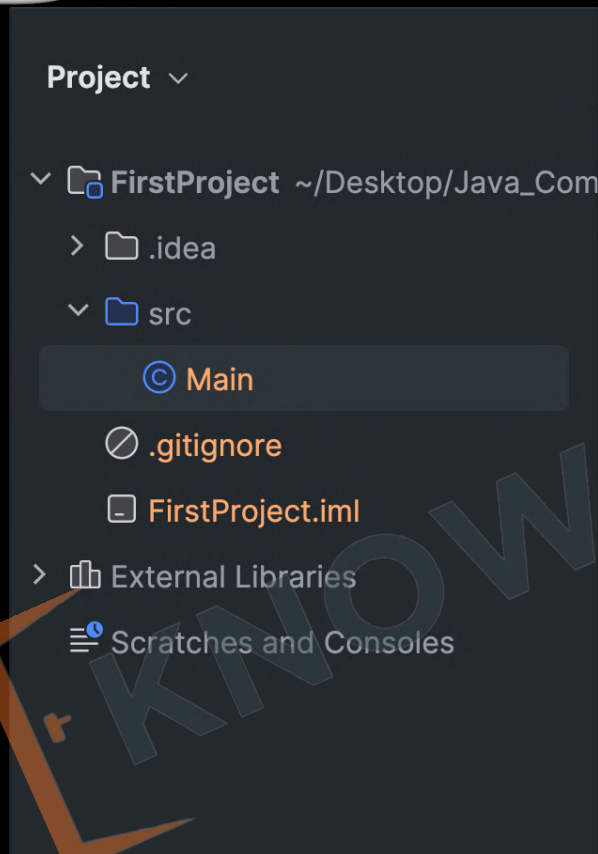 Project
FirstProject ~/Desktop/Java_Com
.idea
src
C Main
.gitignore
FirstProject.iml
External Libraries
Scratches and Consoles
KNOW